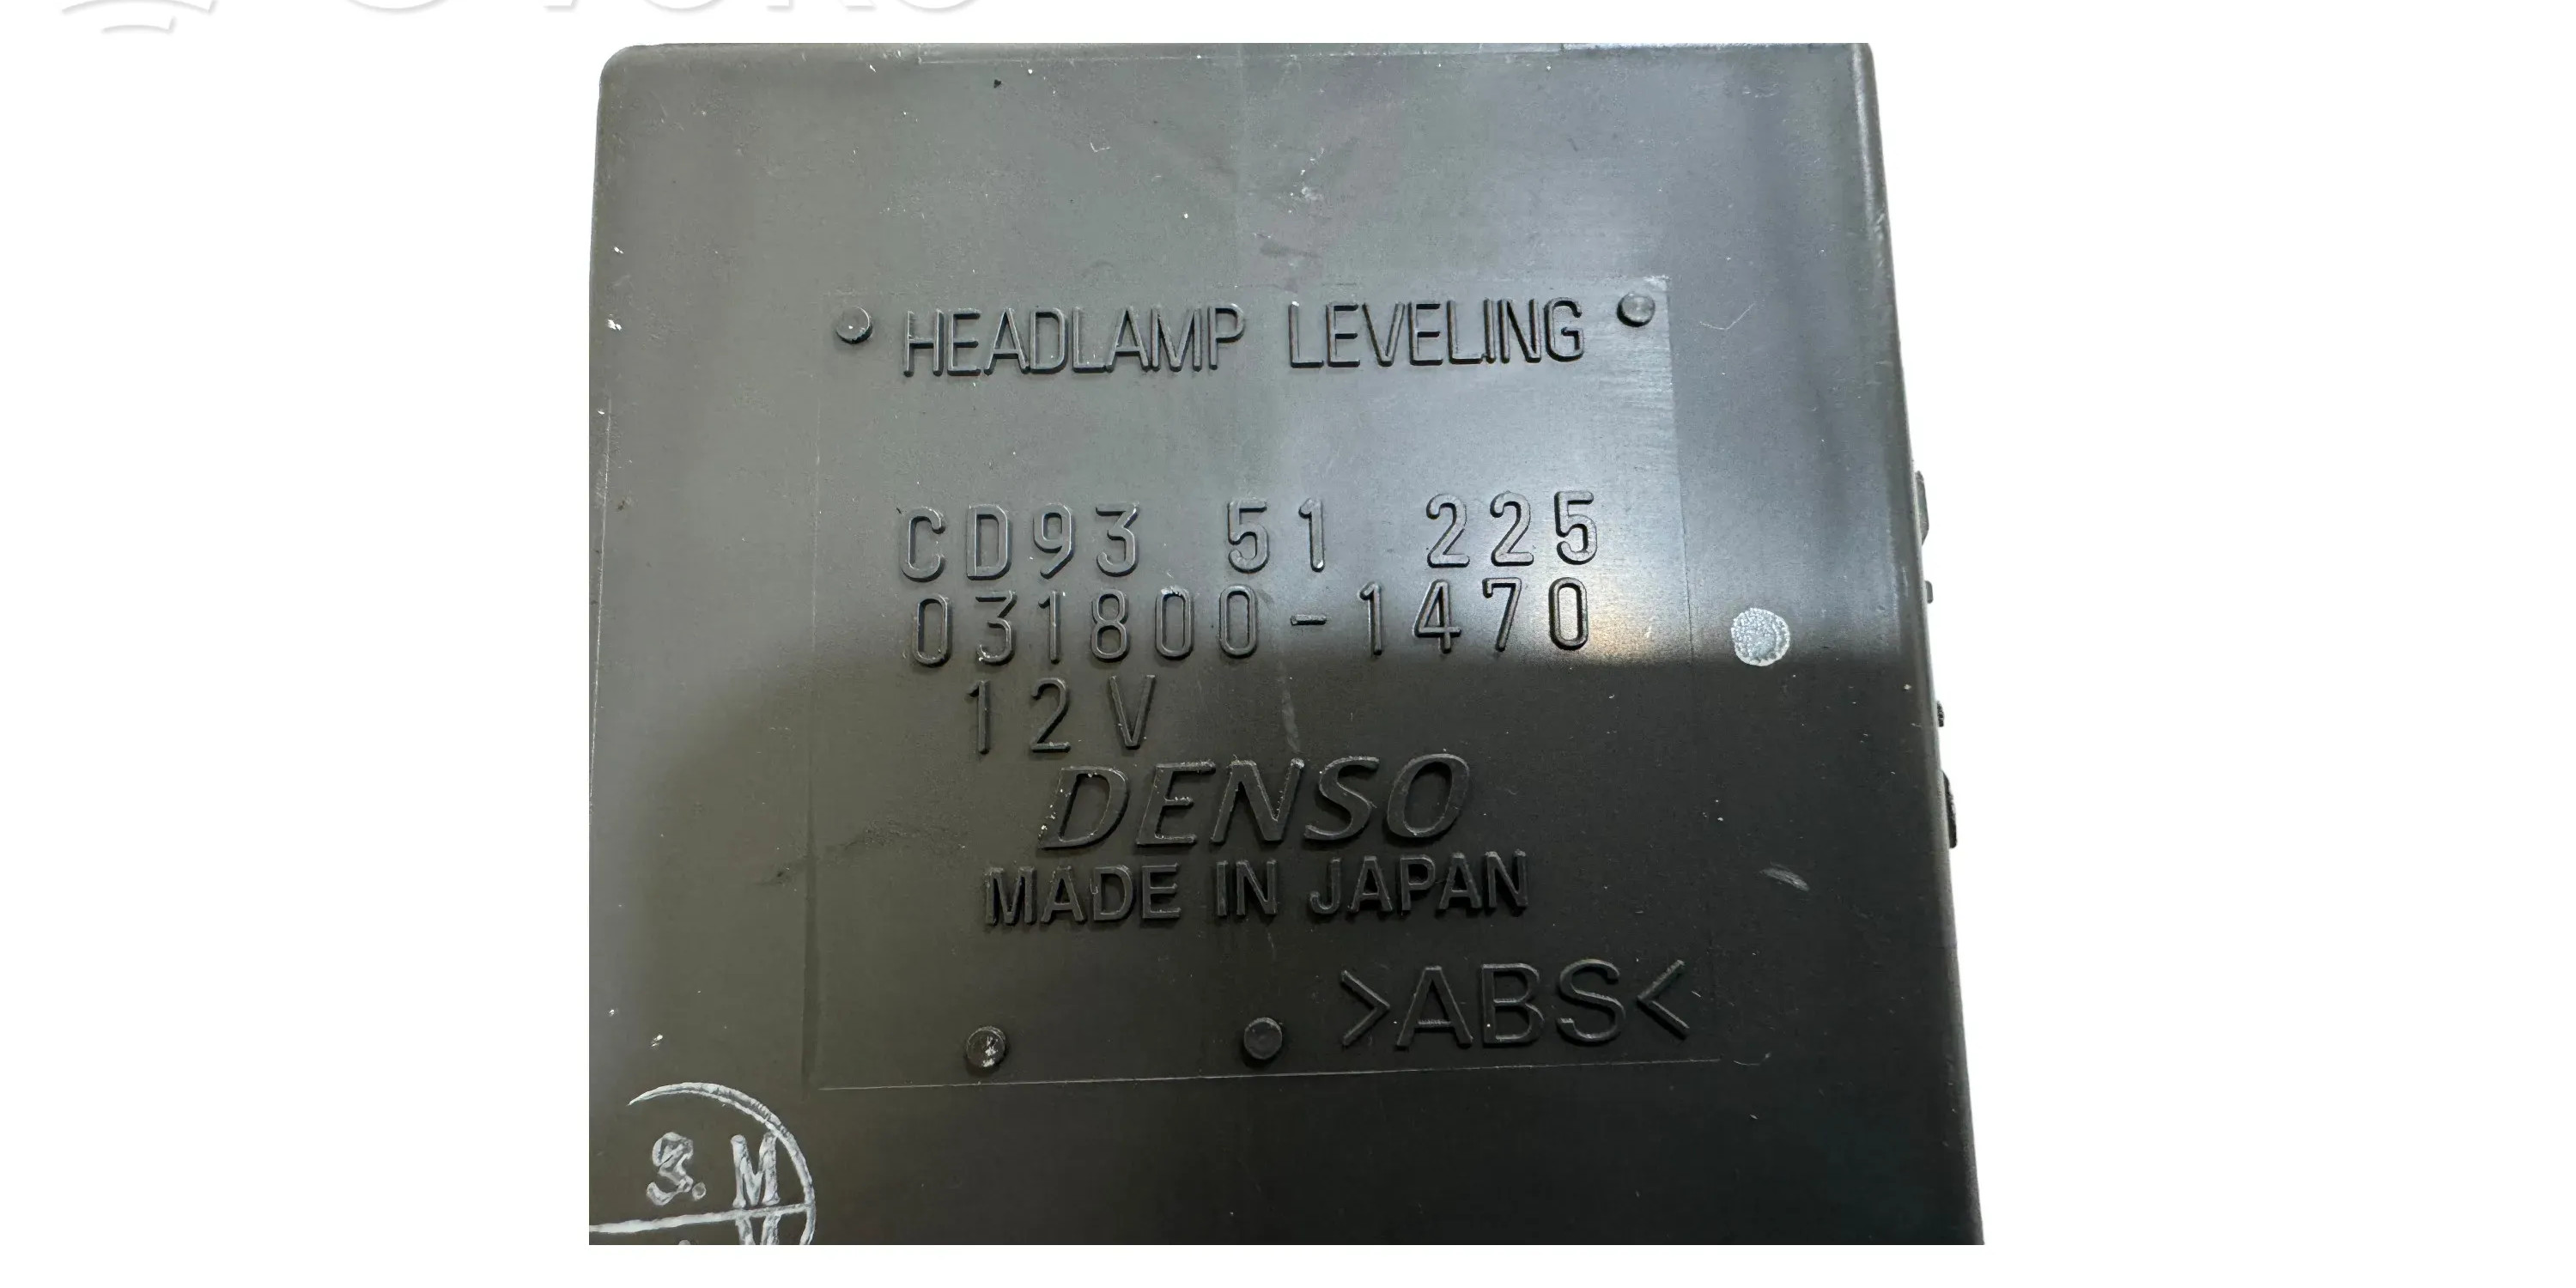 HEADLAMP LEVELING
CD93 51 225
031800-1470
12V
DENSO
MADE IN JAPAN
>ABS<
S. M